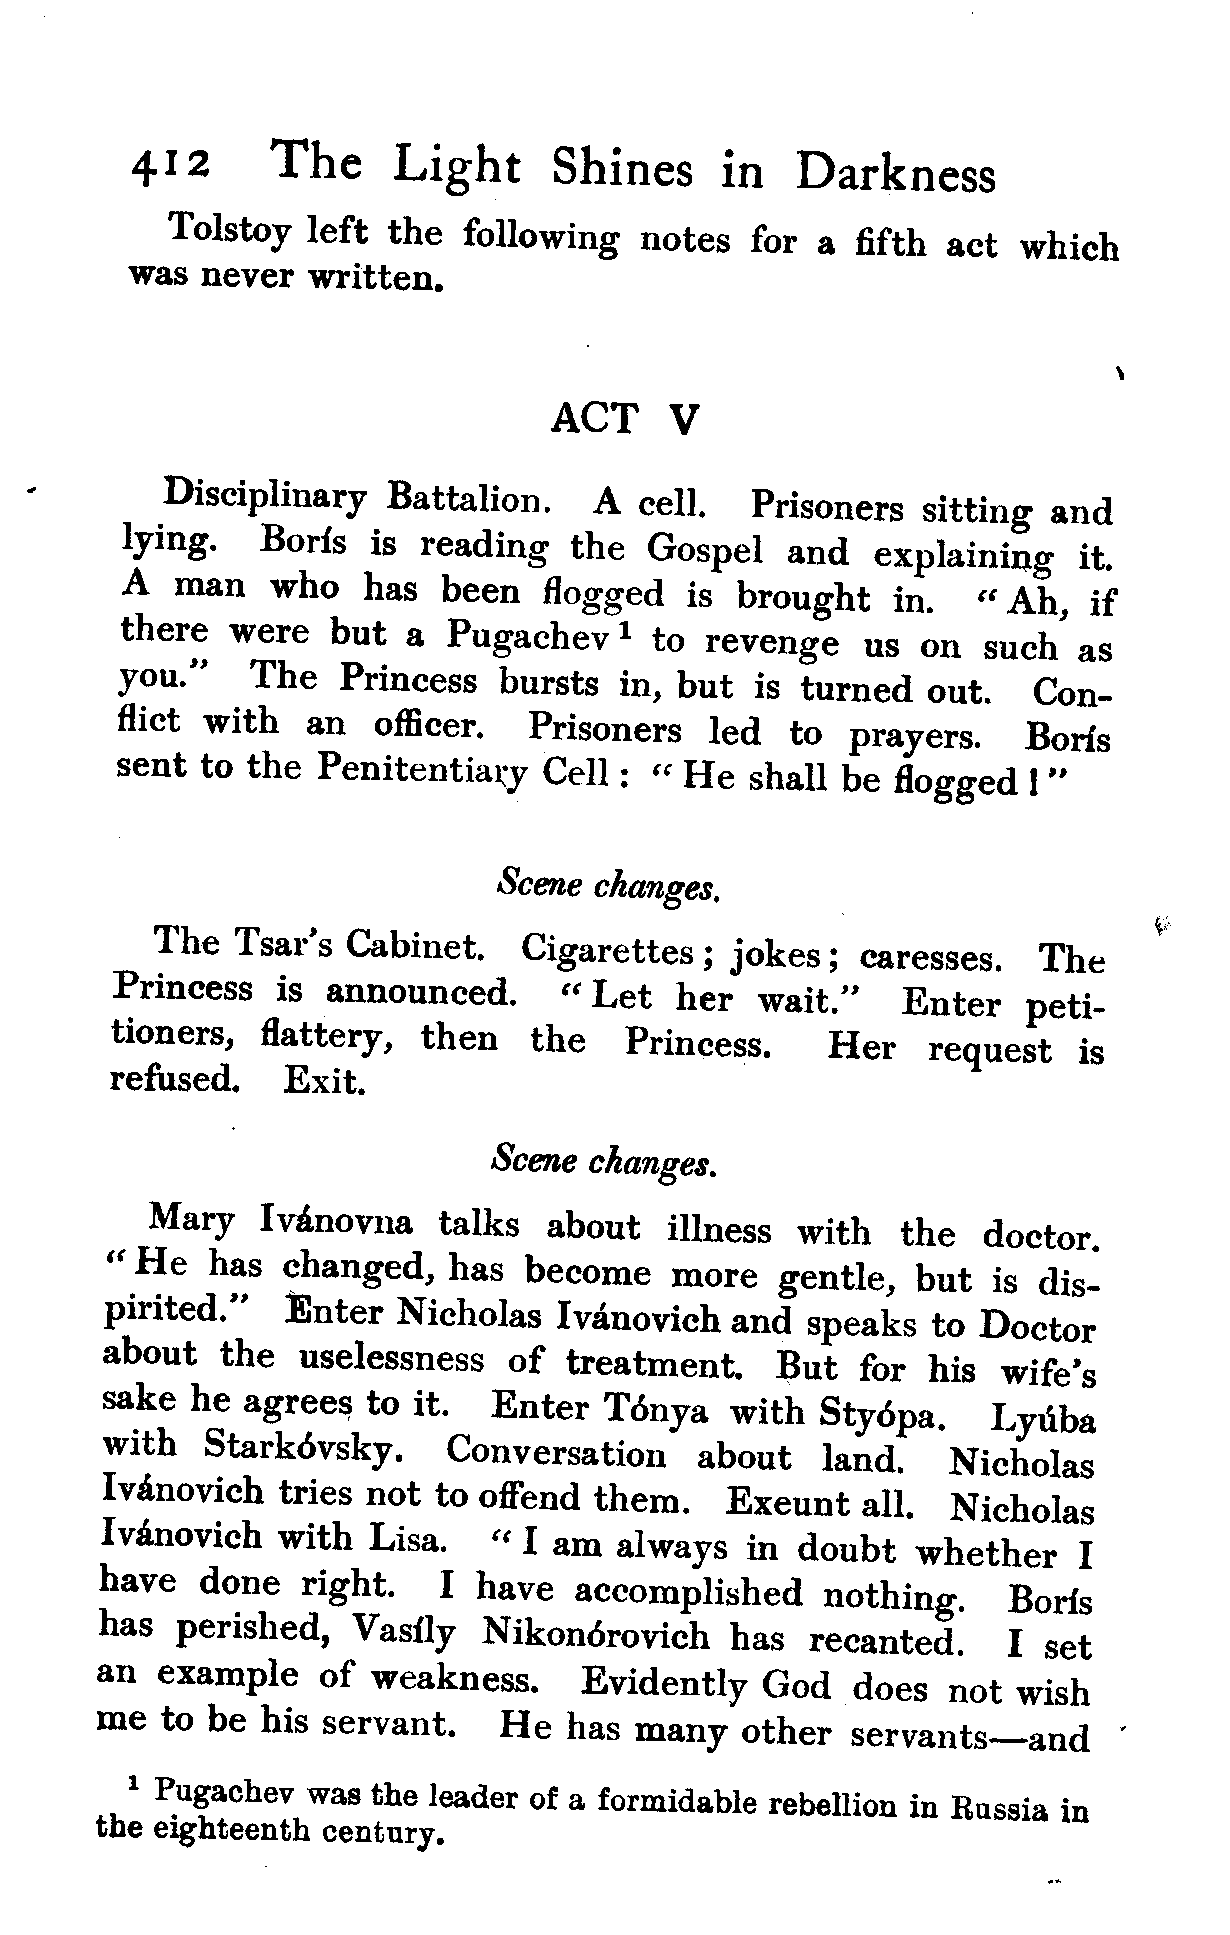 412 The Light Shines in Darkness
Tolstoy left the following notes for a fifth act which
was never written.
ACT V
Disciplinary Battalion. A cell. Prisoners sitting and
lying. Borís is reading the Gospel and explaining it.
A man who has been flogged is brought in. “Ah, if
there were but a Pugachev¹ to revenge us on such as
you.” The Princess bursts in, but is turned out. Con-
flict with an officer. Prisoners led to prayers. Borís
sent to the Penitentiary Cell: “He shall be flogged!”
Scene changes.
The Tsar’s Cabinet. Cigarettes; jokes; caresses. The
Princess is announced. “Let her wait.” Enter peti-
tioners, flattery, then the Princess. Her request is
refused. Exit.
Scene changes.
Mary Ivánovna talks about illness with the doctor.
“He has changed, has become more gentle, but is dis-
pirited.” Enter Nicholas Ivánovich and speaks to Doctor
about the uselessness of treatment. But for his wife’s
sake he agrees to it. Enter Tónya with Styópa. Lyúba
with Starkóvsky. Conversation about land. Nicholas
Ivánovich tries not to offend them. Exeunt all. Nicholas
Ivánovich with Lisa. “I am always in doubt whether I
have done right. I have accomplished nothing. Borís
has perished, Vasíly Nikonórovich has recanted. I set
an example of weakness. Evidently God does not wish
me to be his servant. He has many other servants—and
¹ Pugachev was the leader of a formidable rebellion in Russia in
the eighteenth century.